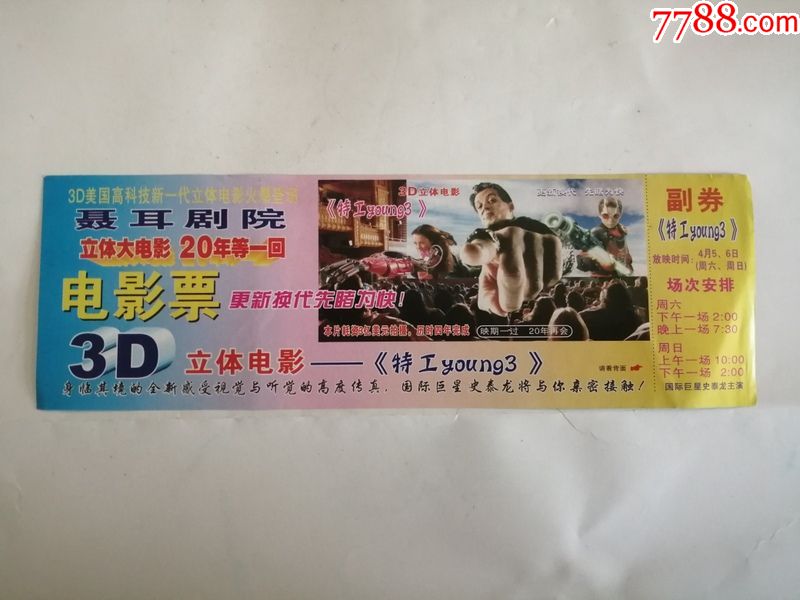 7788.com
3D美国高科技新一代立体电影火爆登场
聂耳剧院
立体大电影 20年等一回
电影票
更新换代先睹为快！
3D 立体电影——《特工young3》
身临其境的全新感受视觉与听觉的高度传真，国际巨星史泰龙将与你亲密接触！
3D立体电影
更新换代 先睹为快
《特工young3》
本片耗资3亿美元拍摄，历时四年完成
映期一过 20年再会
请看背面
副券
《特工young3》
放映时间：4月5、6日
(周六、周日)
场次安排
周六
下午一场 2:00
晚上一场 7:30
周日
上午一场 10:00
下午一场 2:00
国际巨星史泰龙主演